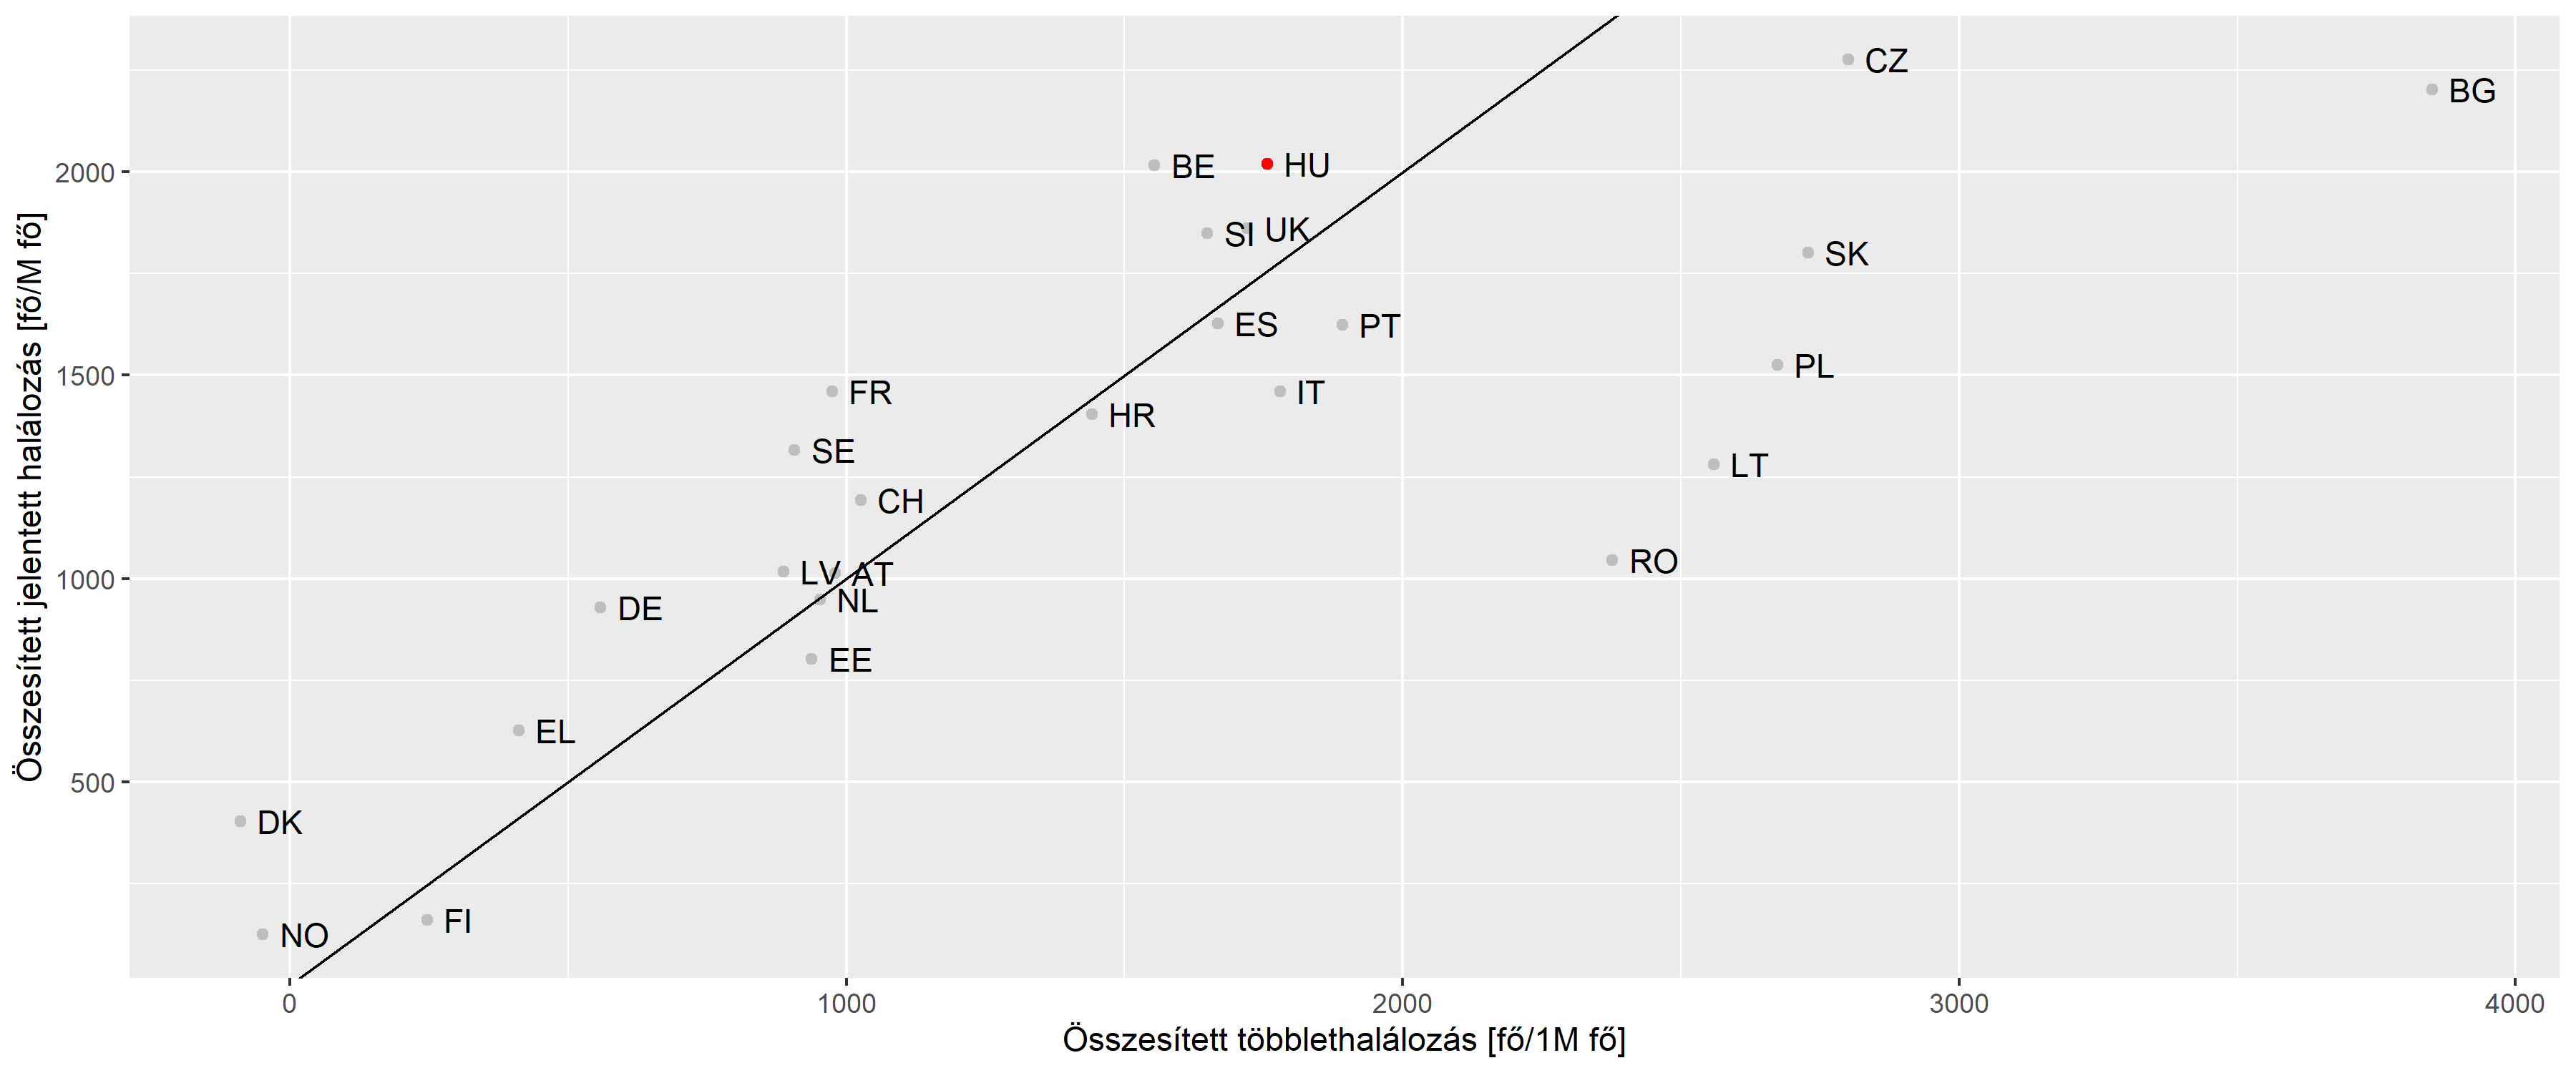 Összesített jelentett halálozás [fő/M fő]
2000
1500
1000
500
CZ
BG
BE
HU
SI
UK
SK
ES
PT
PL
FR
IT
HR
SE
LT
CH
RO
LV
AT
NL
DE
EE
EL
DK
FI
NO
0
1000
2000
3000
4000
Összesített többlethalálozás [fő/1M fő]